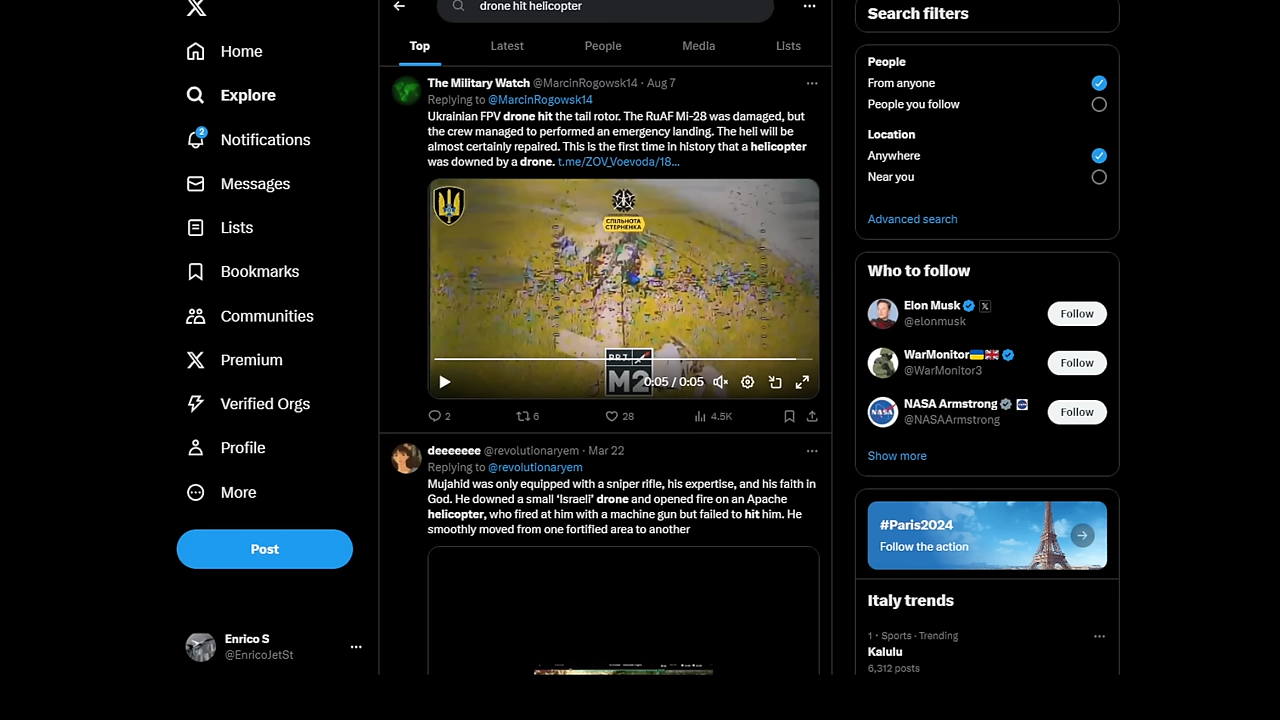 drone hit helicopter
Top
Latest
People
Media
Lists
Home
Explore
2
Notifications
Messages
Lists
Bookmarks
Communities
Premium
Verified Orgs
Profile
More
Post
Enrico S
@EnricoJetSt
The Military Watch @MarcinRogowsk14 · Aug 7
Replying to @MarcinRogowsk14
Ukrainian FPV drone hit the tail rotor. The RuAF Mi-28 was damaged, but
the crew managed to performed an emergency landing. The heli will be
almost certainly repaired. This is the first time in history that a helicopter
was downed by a drone. t.me/ZOV_Voevoda/18...
СПІЛЬНОТА
СТЕРНЕНКА
M2
0:05 / 0:05
2
6
28
4.5K
deeeeeee @revolutionaryem · Mar 22
Replying to @revolutionaryem
Mujahid was only equipped with a sniper rifle, his expertise, and his faith in
God. He downed a small ‘Israeli’ drone and opened fire on an Apache
helicopter, who fired at him with a machine gun but failed to hit him. He
smoothly moved from one fortified area to another
Search filters
People
From anyone
People you follow
Location
Anywhere
Near you
Advanced search
Who to follow
Elon Musk
@elonmusk
Follow
WarMonitor
@WarMonitor3
Follow
NASA Armstrong
@NASAArmstrong
Follow
Show more
#Paris2024
Follow the action
Italy trends
1 · Sports · Trending
Kalulu
6,312 posts